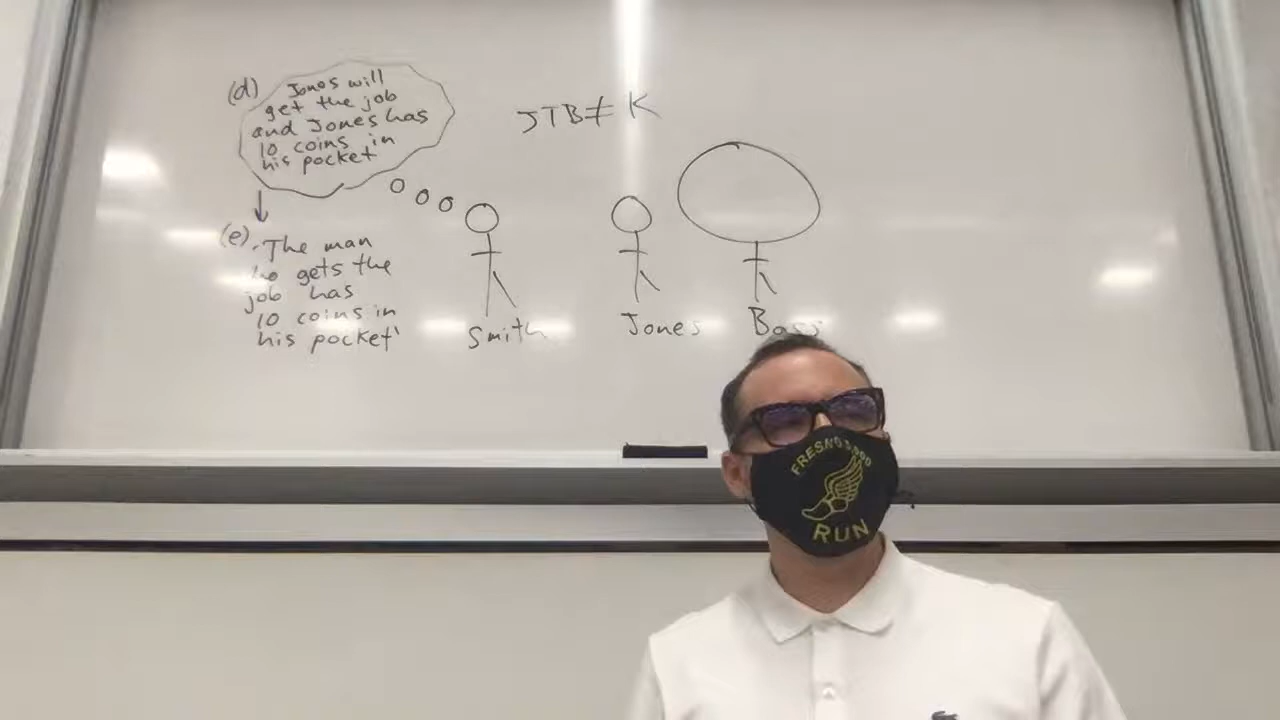 (d) Jones will
get the job
and Jones has
10 coins in
his pocket
JTB≠ K
(e) The man
gets the
job has
10 coins in
his pocket
Smith
Jones
Boss
FRESNO
RUN